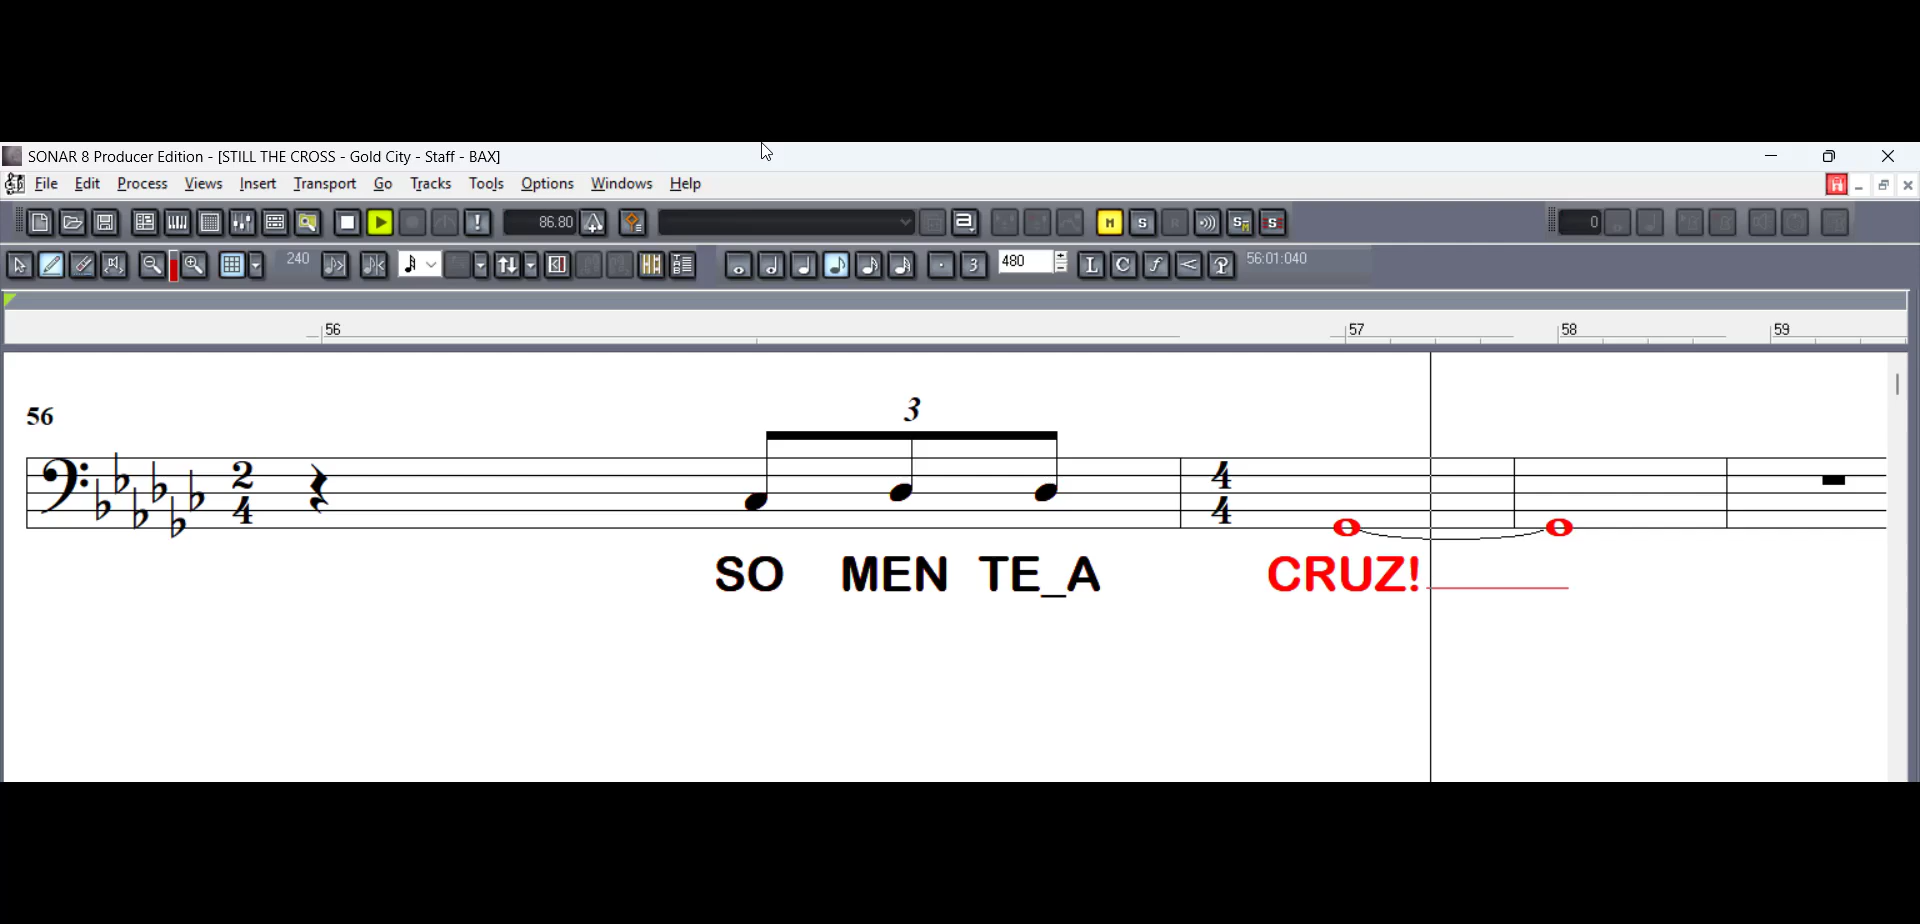 SONAR 8 Producer Edition - [STILL THE CROSS - Gold City - Staff - BAX]
File Edit Process Views Insert Transport Go Tracks Tools Options Windows Help
86.80 M S R 0
240 3 480 L C f 56:01:040
56 57 58 59
3
56
2 4 4 4
SO MEN TE_A CRUZ!